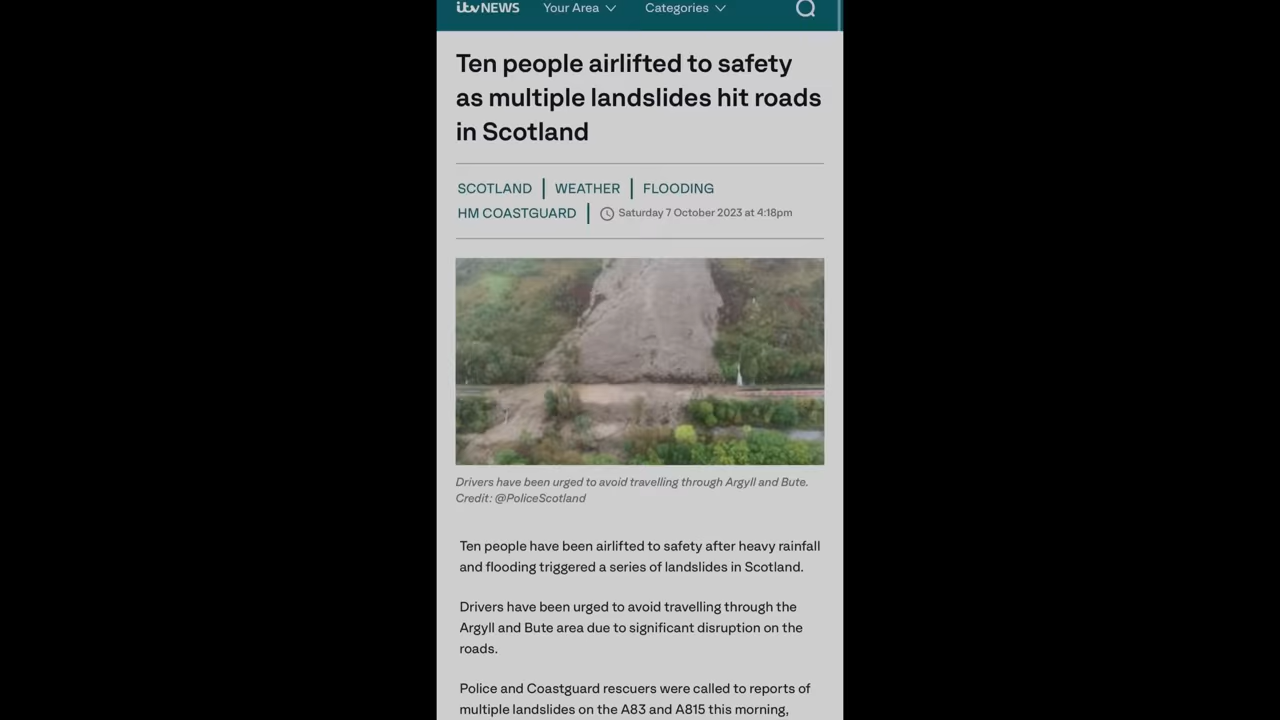 itv NEWS Your Area Categories
Ten people airlifted to safety
as multiple landslides hit roads
in Scotland
SCOTLAND | WEATHER | FLOODING
HM COASTGUARD | Saturday 7 October 2023 at 4:18pm
Drivers have been urged to avoid travelling through Argyll and Bute.
Credit: @PoliceScotland
Ten people have been airlifted to safety after heavy rainfall
and flooding triggered a series of landslides in Scotland.
Drivers have been urged to avoid travelling through the
Argyll and Bute area due to significant disruption on the
roads.
Police and Coastguard rescuers were called to reports of
multiple landslides on the A83 and A815 this morning,